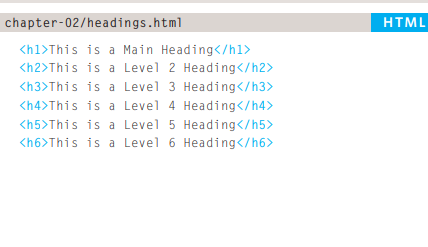 chapter-02/headings.html HTML
<h1>This is a Main Heading</h1>
<h2>This is a Level 2 Heading</h2>
<h3>This is a Level 3 Heading</h3>
<h4>This is a Level 4 Heading</h4>
<h5>This is a Level 5 Heading</h5>
<h6>This is a Level 6 Heading</h6>